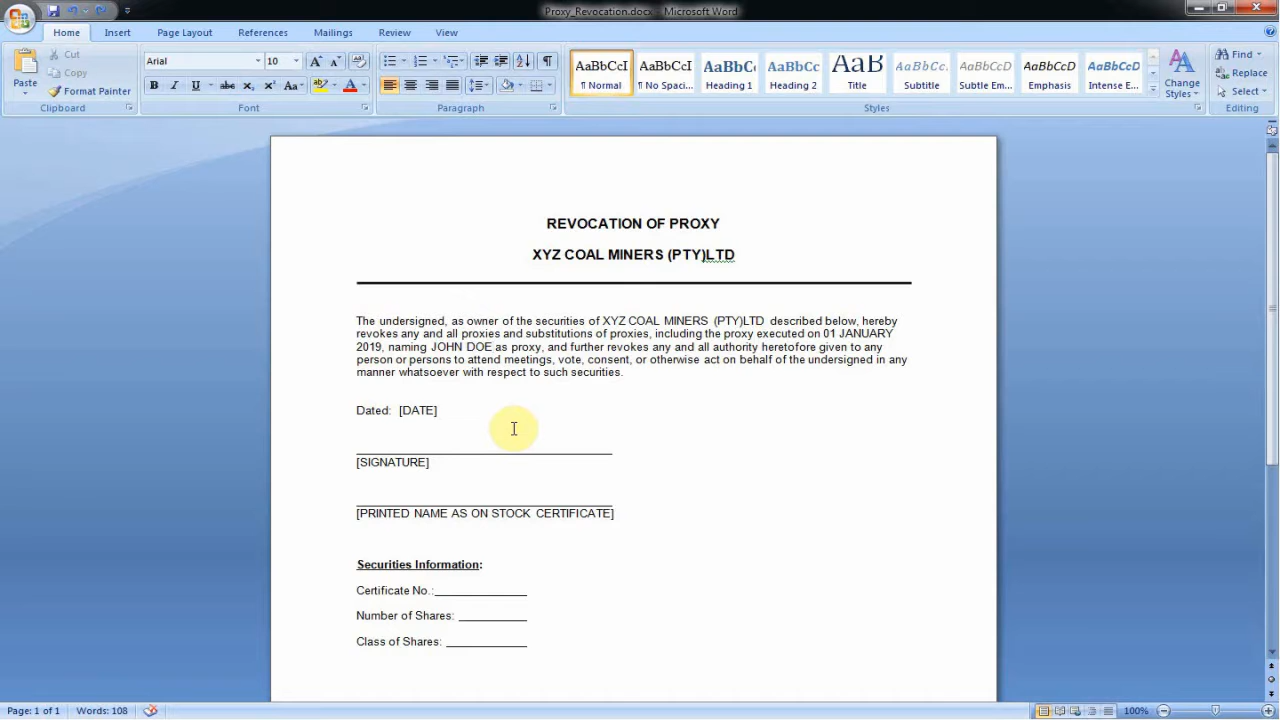 Proxy_Revocation.docx - Microsoft Word
Home Insert Page Layout References Mailings Review View
Paste
Cut
Copy
Format Painter
Clipboard
Arial 10
B I U abc x₂ x² Aa
Font
Paragraph
AaBbCcI AaBbCcI AaBbC AaBbCc AaBb AaBbCc. AaBbCc. AaBbCcI AaBbCcI
¶ Normal ¶ No Spaci... Heading 1 Heading 2 Title Subtitle Subtle Em... Emphasis Intense E...
Change Styles
Styles
Find
Replace
Select
Editing
REVOCATION OF PROXY
XYZ COAL MINERS (PTY)LTD
The undersigned, as owner of the securities of XYZ COAL MINERS (PTY)LTD described below, hereby
revokes any and all proxies and substitutions of proxies, including the proxy executed on 01 JANUARY
2019, naming JOHN DOE as proxy, and further revokes any and all authority heretofore given to any
person or persons to attend meetings, vote, consent, or otherwise act on behalf of the undersigned in any
manner whatsoever with respect to such securities.
Dated: [DATE]
[SIGNATURE]
[PRINTED NAME AS ON STOCK CERTIFICATE]
Securities Information:
Certificate No.:
Number of Shares:
Class of Shares:
Page: 1 of 1 Words: 108 100%